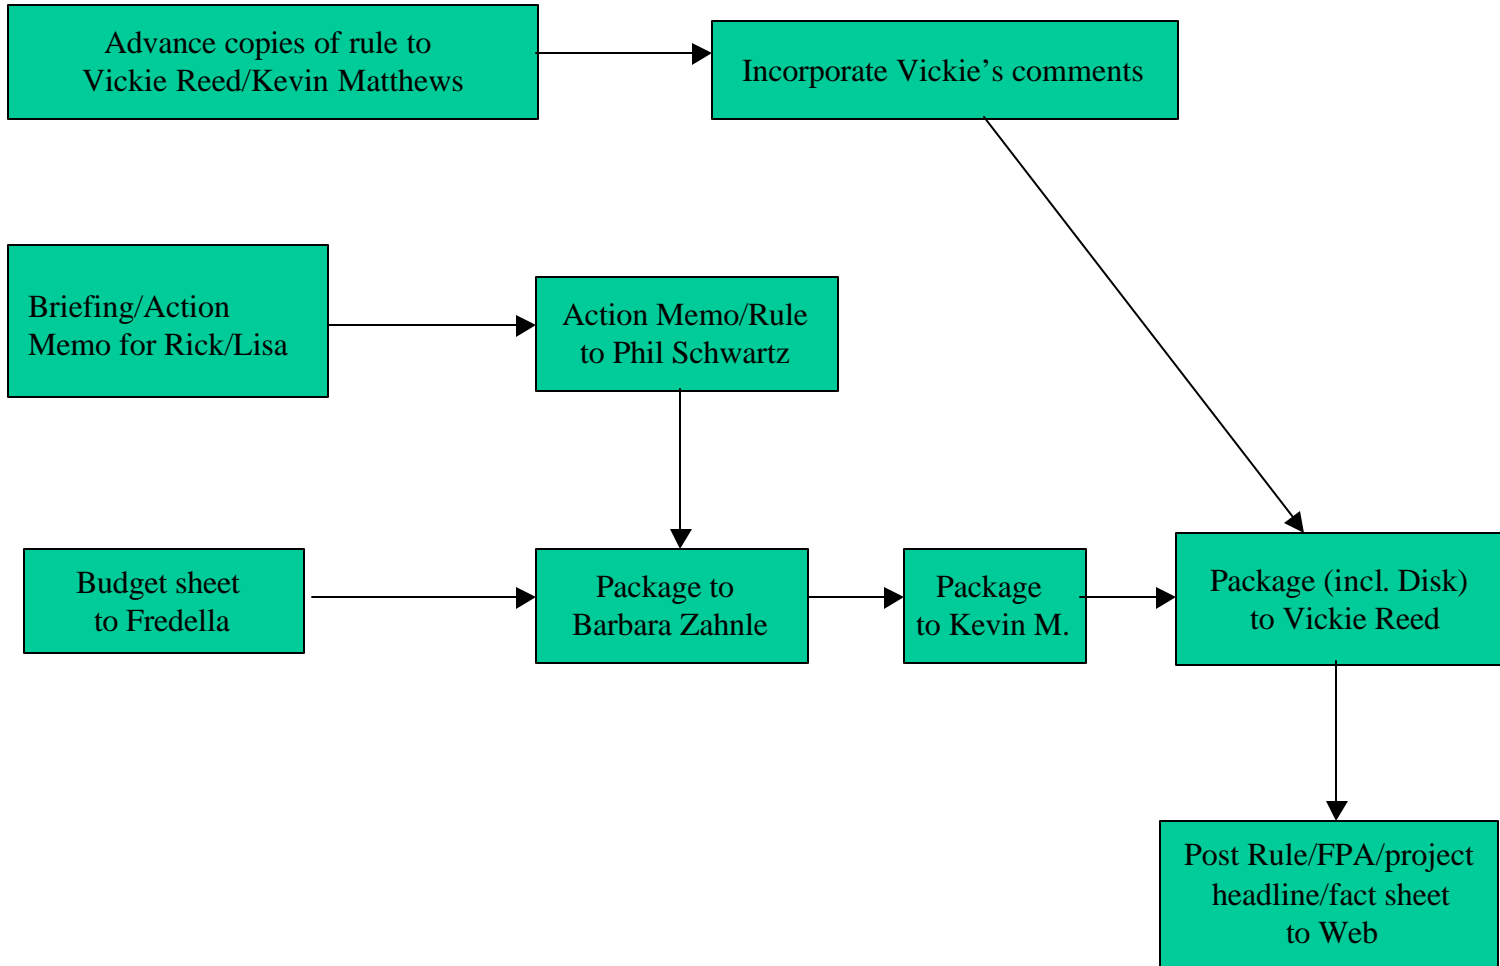 Advance copies of rule to
Vickie Reed/Kevin Matthews
Incorporate Vickie’s comments
Briefing/Action
Memo for Rick/Lisa
Action Memo/Rule
to Phil Schwartz
Budget sheet
to Fredella
Package to
Barbara Zahnle
Package
to Kevin M.
Package (incl. Disk)
to Vickie Reed
Post Rule/FPA/project
headline/fact sheet
to Web